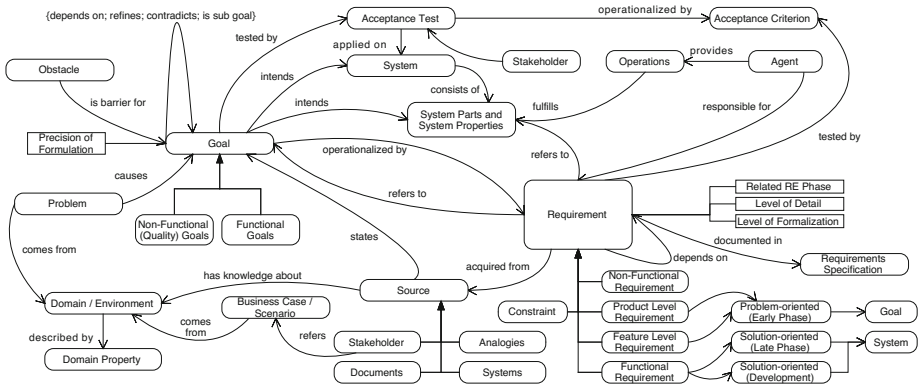 {depends on; refines; contradicts; is sub goal}
Acceptance Test
operationalized by
Acceptance Criterion
tested by
applied on
Obstacle
System
Stakeholder
Operations
provides
Agent
intends
consists of
is barrier for
intends
System Parts and
System Properties
fulfills
responsible for
Precision of
Formulation
Goal
operationalized by
tested by
refers to
causes
Related RE Phase
Problem
refers to
Requirement
Level of Detail
Non-Functional
(Quality) Goals
Functional
Goals
Level of Formalization
states
documented in
comes from
depends on
Requirements
Specification
acquired from
has knowledge about
Non-Functional
Requirement
Domain / Environment
Business Case /
Scenario
Source
Constraint
Product Level
Requirement
Problem-oriented
(Early Phase)
Goal
comes
from
described by
refers
Stakeholder
Analogies
Feature Level
Requirement
Solution-oriented
(Late Phase)
System
Domain Property
Documents
Systems
Functional
Requirement
Solution-oriented
(Development)